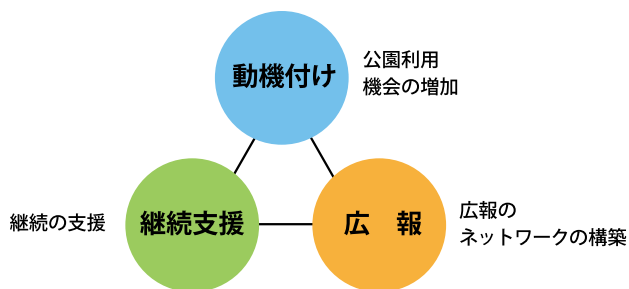 動機付け
公園利用
機会の増加
継続の支援
継続支援
広　報
広報の
ネットワークの構築